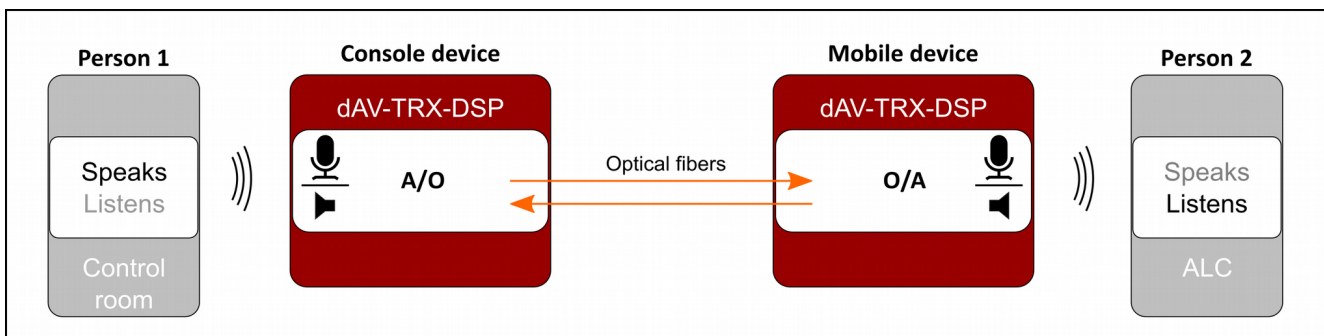 Person 1
Console device
Mobile device
Person 2
dAV-TRX-DSP
dAV-TRX-DSP
Speaks
Listens
A/O
Optical fibers
O/A
Speaks
Listens
Control
room
ALC